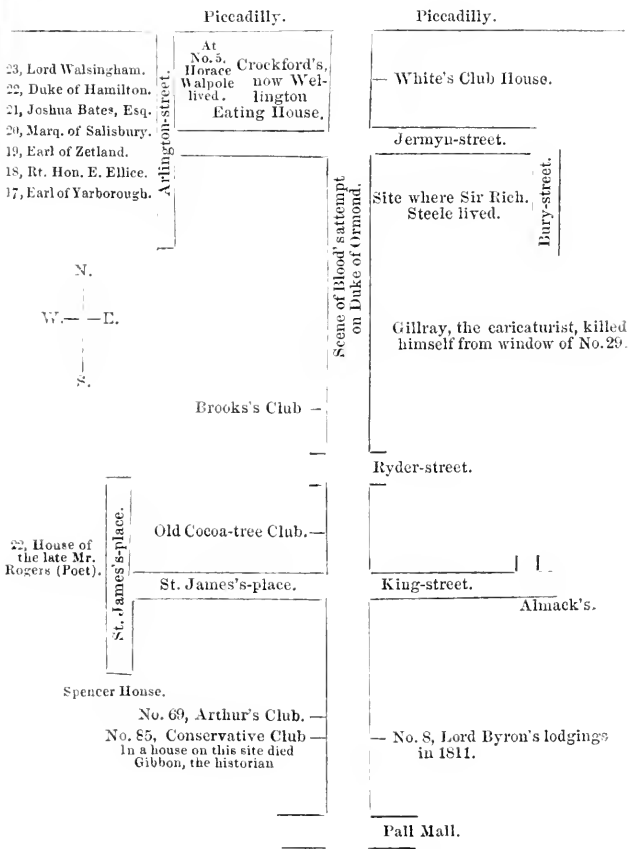 Piccadilly.
Piccadilly.
23, Lord Walsingham.
22, Duke of Hamilton.
21, Joshua Bates, Esq.
20, Marq. of Salisbury.
19, Earl of Zetland.
18, Rt. Hon. E. Ellice.
17, Earl of Yarborough.
Arlington-street.
At
No. 5,
Horace
Walpole
lived.
Crockford's,
now Wel-
lington
Eating House.
White's Club House.
Jermyn-street.
Scene of Blood's attempt
on Duke of Ormond.
Site where Sir Rich.
Steele lived.
Bury-street.
N.
W. E.
S.
Gillray, the caricaturist, killed
himself from window of No. 29.
Brooks's Club
Ryder-street.
Old Cocoa-tree Club.
22, House of
the late Mr.
Rogers (Poet).
St. James's-place.
St. James's-place.
King-street.
Almack's.
Spencer House.
No. 69, Arthur's Club.
No. 85, Conservative Club
In a house on this site died
Gibbon, the historian
No. 8, Lord Byron's lodgings
in 1811.
Pall Mall.